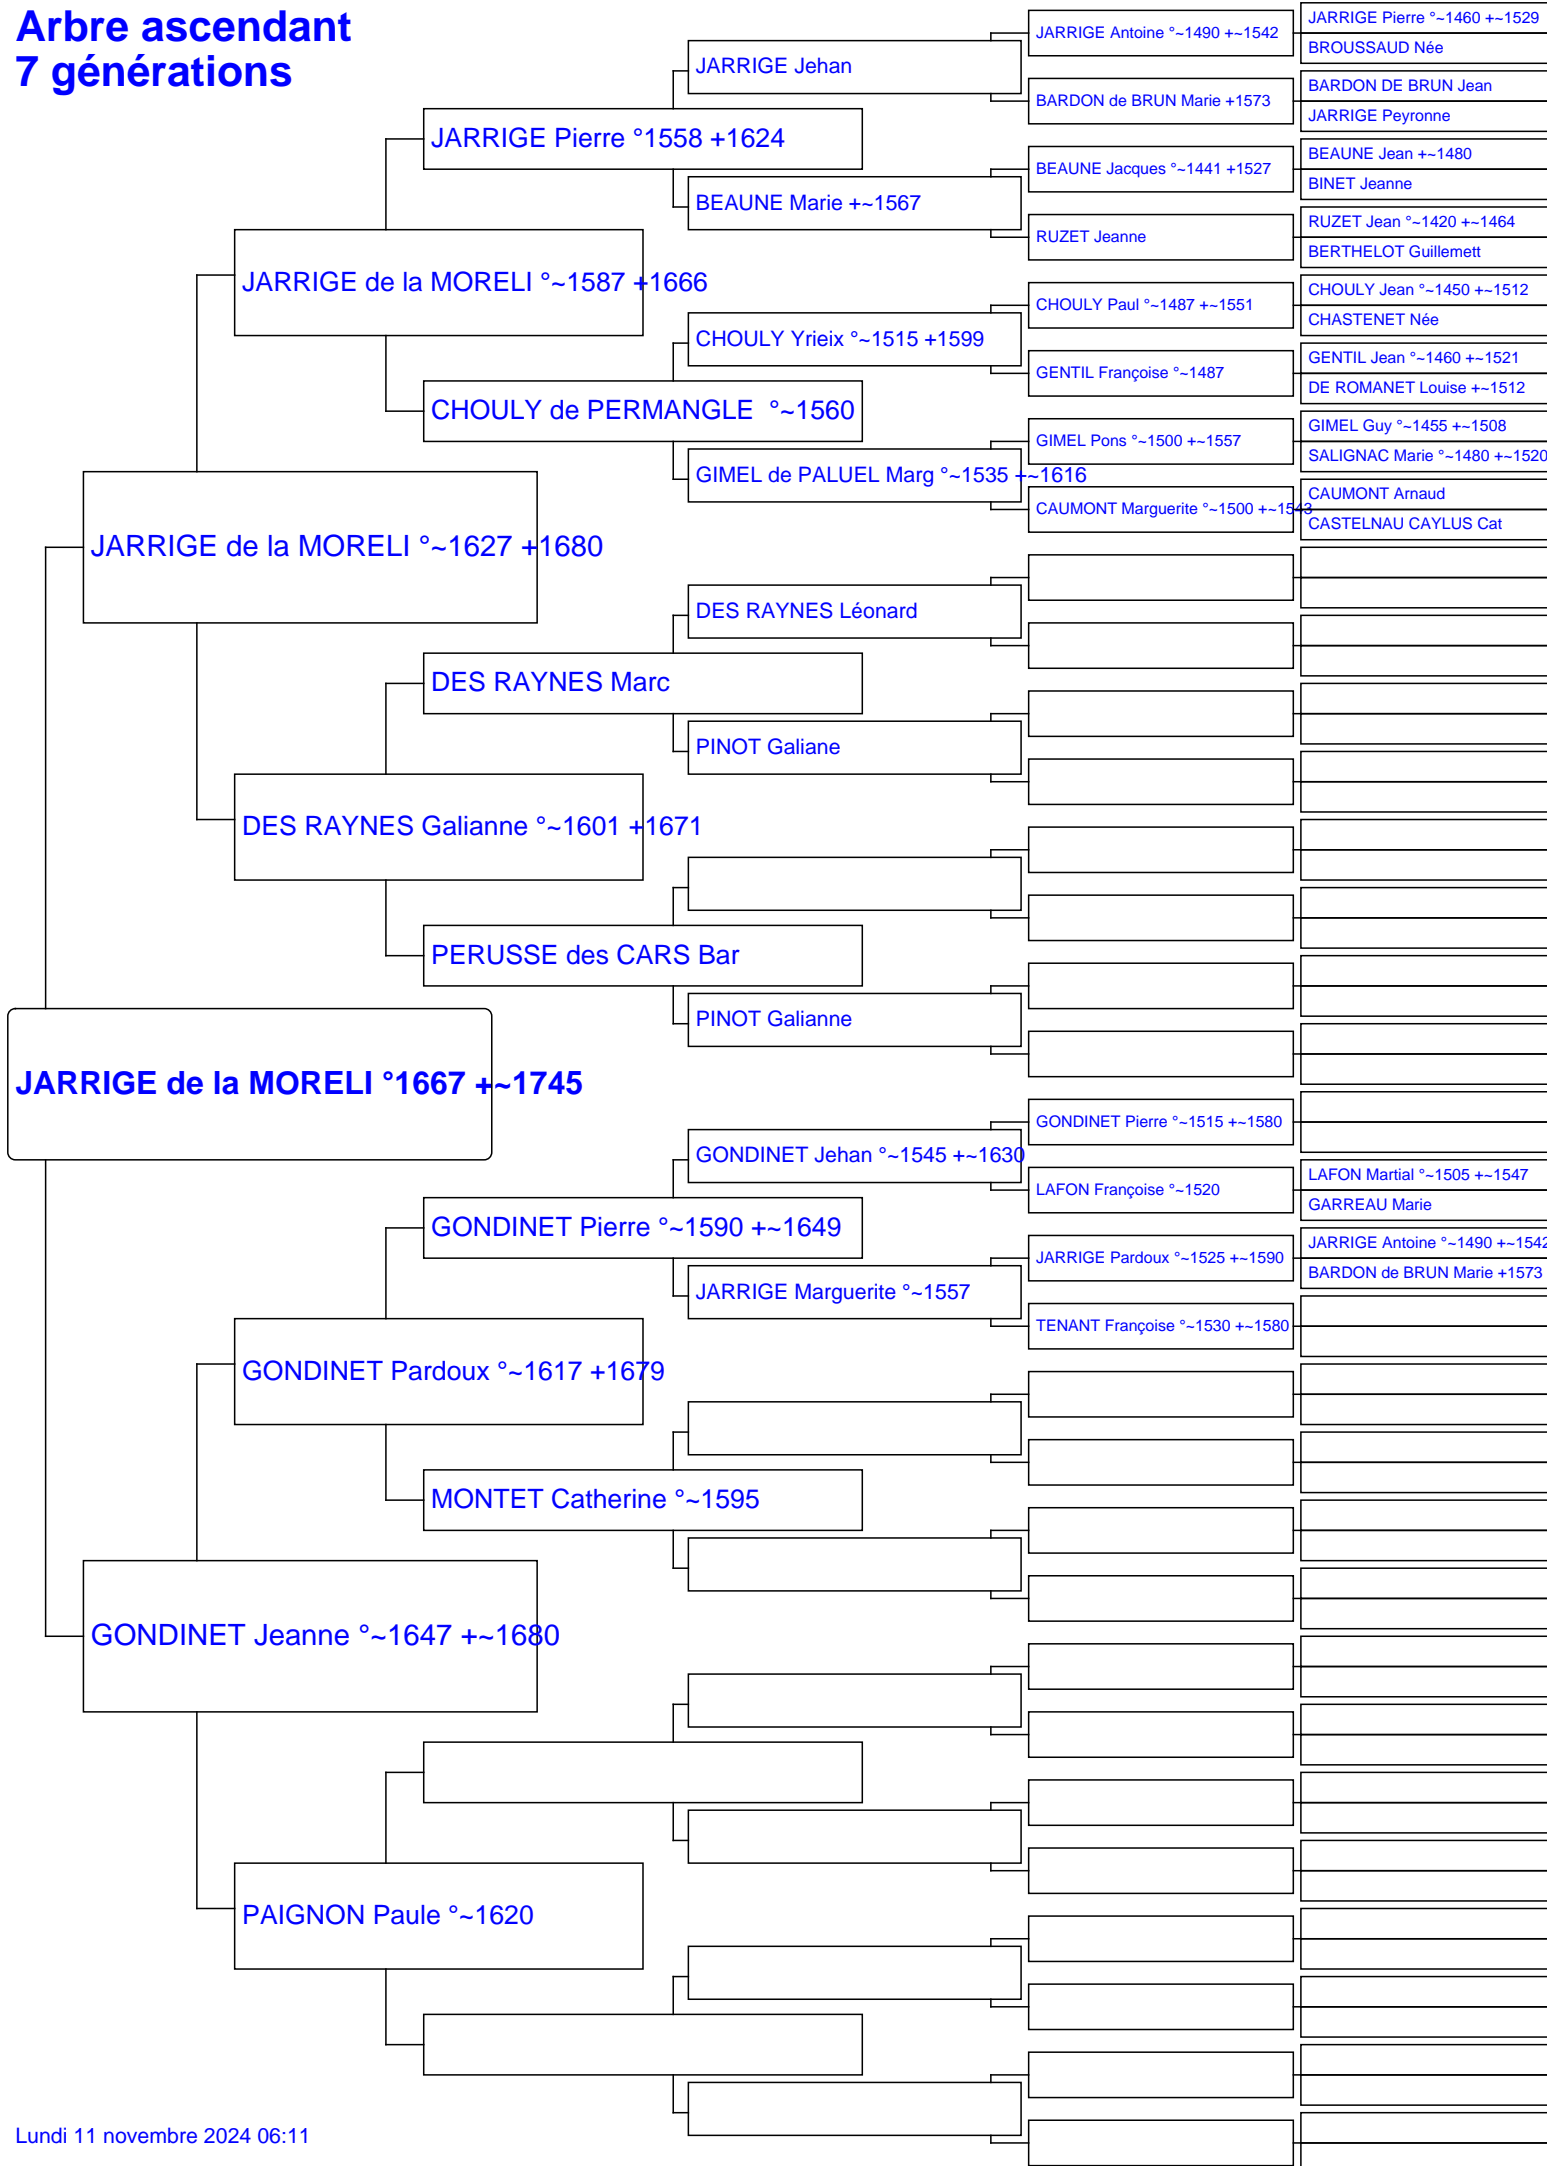 Arbre ascendant
7 générations
JARRIGE Pierre °~1460 +~1529
JARRIGE Antoine °~1490 +~1542
BROUSSAUD Née
JARRIGE Jehan
BARDON DE BRUN Jean
BARDON de BRUN Marie +1573
JARRIGE Peyronne
JARRIGE Pierre °1558 +1624
BEAUNE Jean +~1480
BEAUNE Jacques °~1441 +1527
BINET Jeanne
BEAUNE Marie +~1567
RUZET Jean °~1420 +~1464
RUZET Jeanne
BERTHELOT Guillemett
JARRIGE de la MORELI °~1587 +1666
CHOULY Jean °~1450 +~1512
CHOULY Paul °~1487 +~1551
CHASTENET Née
CHOULY Yrieix °~1515 +1599
GENTIL Jean °~1460 +~1521
GENTIL Françoise °~1487
DE ROMANET Louise +~1512
CHOULY de PERMANGLE  °~1560
GIMEL Guy °~1455 +~1508
GIMEL Pons °~1500 +~1557
SALIGNAC Marie °~1480 +~1520
GIMEL de PALUEL Marg °~1535 +~1616
CAUMONT Arnaud
CAUMONT Marguerite °~1500 +~1543
CASTELNAU CAYLUS Cat
JARRIGE de la MORELI °~1627 +1680
DES RAYNES Léonard
DES RAYNES Marc
PINOT Galiane
DES RAYNES Galianne °~1601 +1671
PERUSSE des CARS Bar
PINOT Galianne
JARRIGE de la MORELI °1667 +~1745
GONDINET Pierre °~1515 +~1580
GONDINET Jehan °~1545 +~1630
LAFON Martial °~1505 +~1547
LAFON Françoise °~1520
GARREAU Marie
GONDINET Pierre °~1590 +~1649
JARRIGE Antoine °~1490 +~1542
JARRIGE Pardoux °~1525 +~1590
BARDON de BRUN Marie +1573
JARRIGE Marguerite °~1557
TENANT Françoise °~1530 +~1580
GONDINET Pardoux °~1617 +1679
MONTET Catherine °~1595
GONDINET Jeanne °~1647 +~1680
PAIGNON Paule °~1620
Lundi 11 novembre 2024 06:11